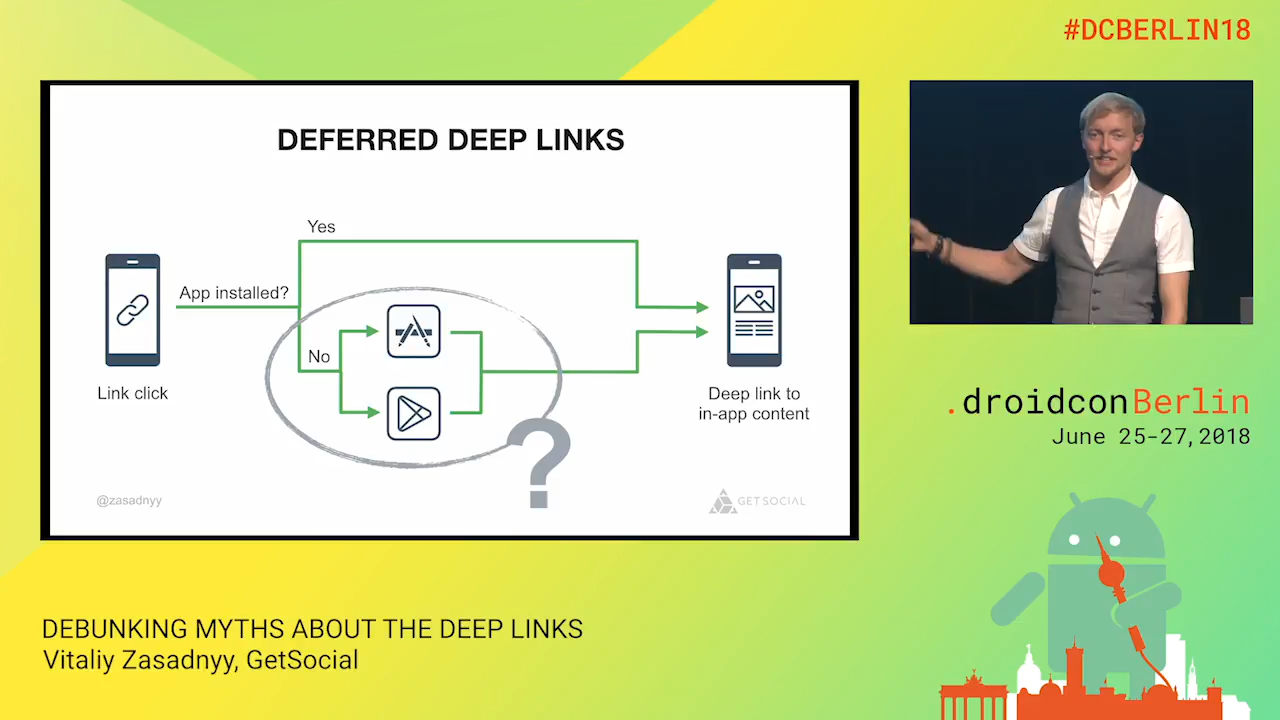 #DCBERLIN18
DEFERRED DEEP LINKS
Yes
App installed?
No
Link click
Deep link to
in-app content
?
@zasadnyy
GETSOCIAL
.droidconBerlin
June 25-27,2018
DEBUNKING MYTHS ABOUT THE DEEP LINKS
Vitaliy Zasadnyy, GetSocial